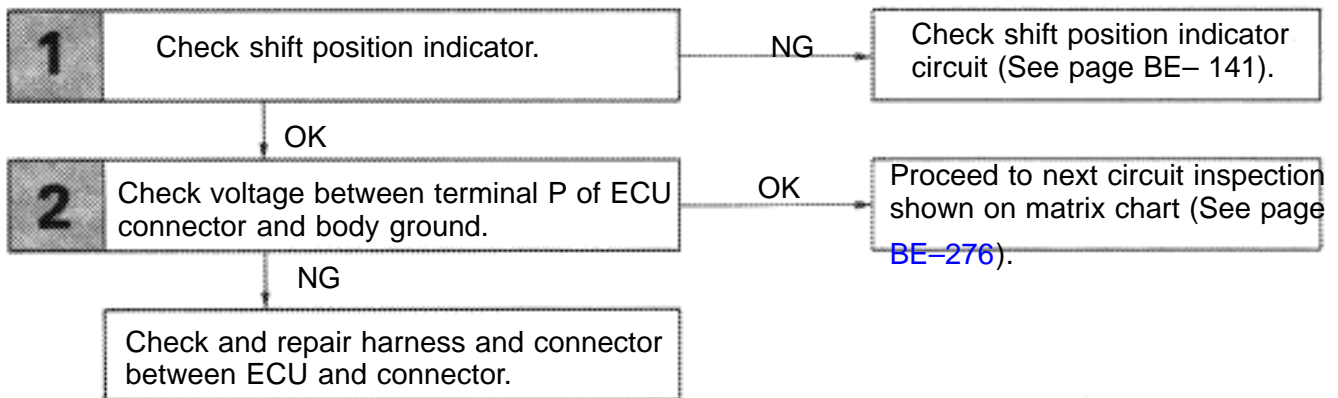 1
Check shift position indicator.
NG
Check shift position indicator
circuit (See page BE– 141).
OK
2
Check voltage between terminal P of ECU
connector and body ground.
OK
Proceed to next circuit inspection
shown on matrix chart (See page
BE–276).
NG
Check and repair harness and connector
between ECU and connector.